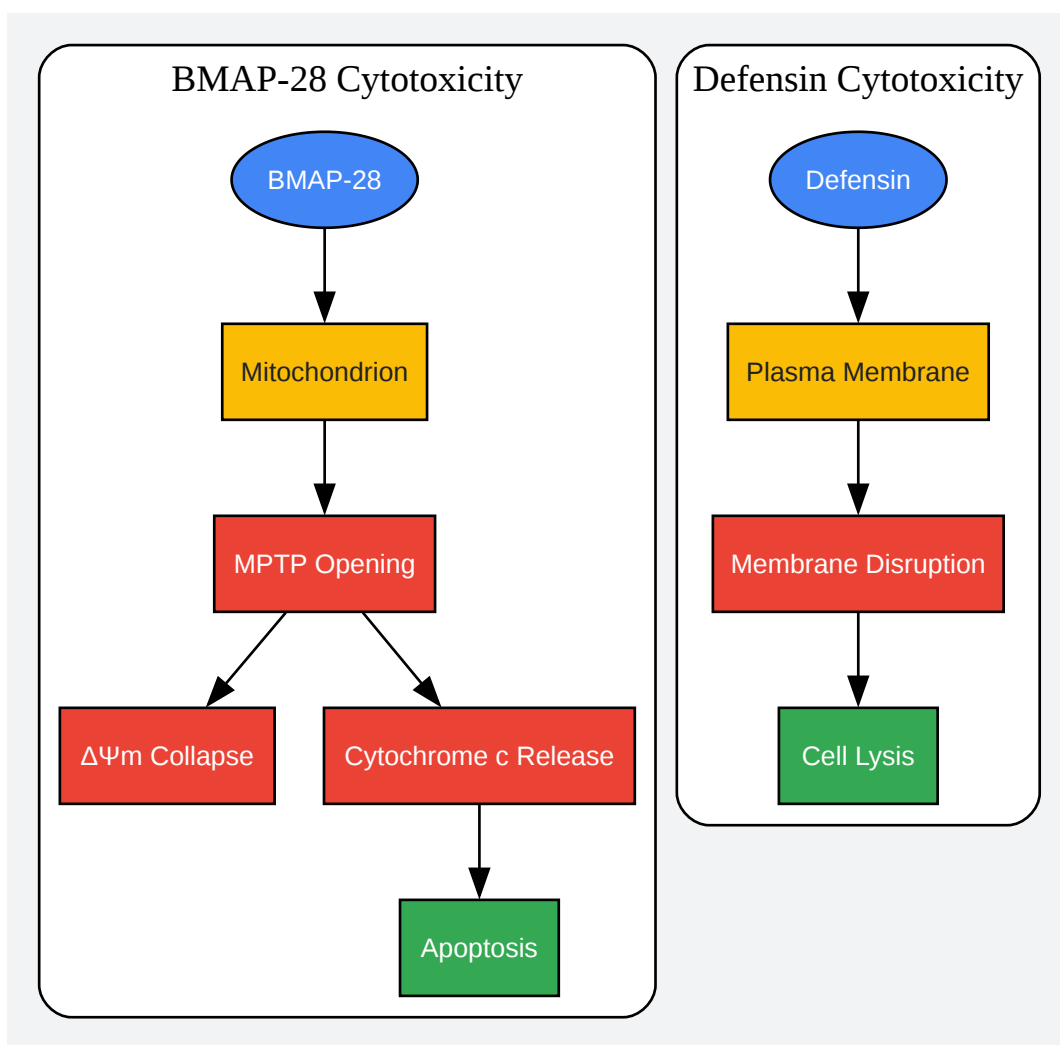 BMAP-28 Cytotoxicity
BMAP-28
Mitochondrion
MPTP Opening
ΔΨm Collapse
Cytochrome c Release
Apoptosis
Defensin Cytotoxicity
Defensin
Plasma Membrane
Membrane Disruption
Cell Lysis